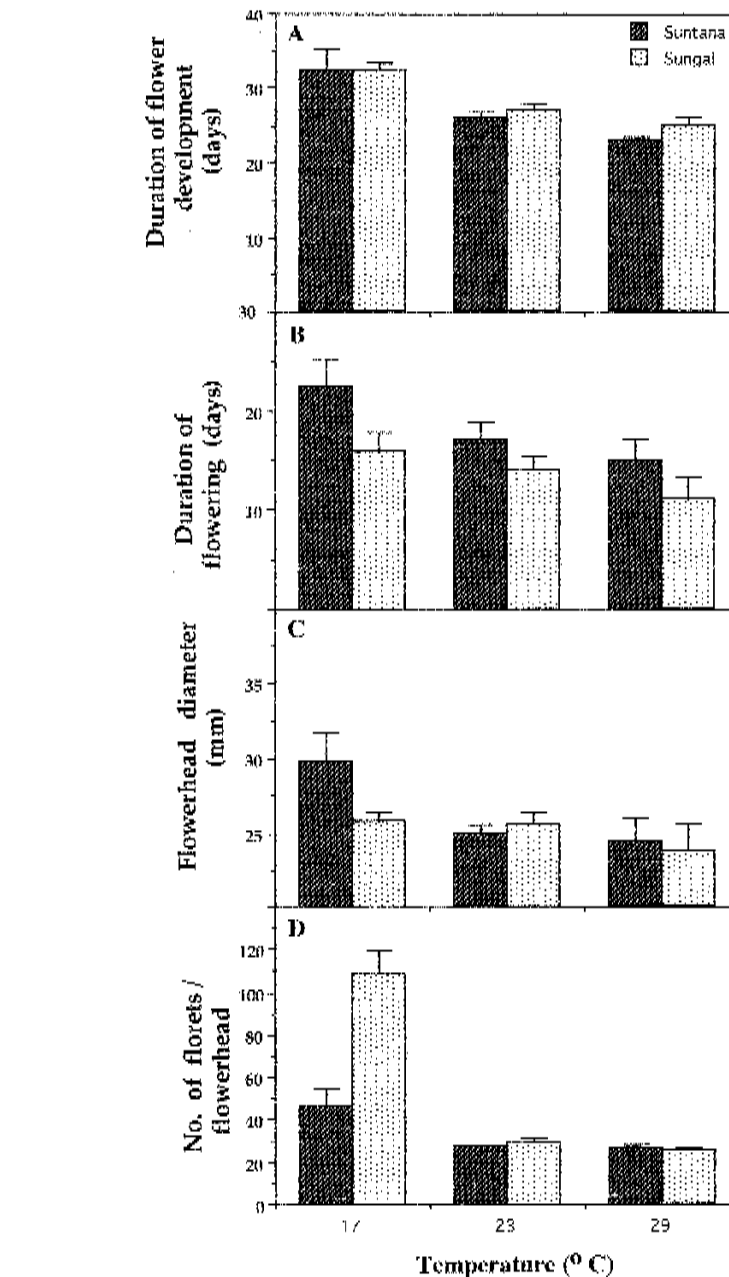 A
Suntana
Sungal
Duration of flower
development
(days)
40
30
20
10
30
B
Duration of
flowering (days)
20
10
C
Flowerhead diameter
(mm)
35
30
25
D
No. of florets /
flowerhead
120
100
80
60
40
20
0
17
23
29
Temperature (° C)